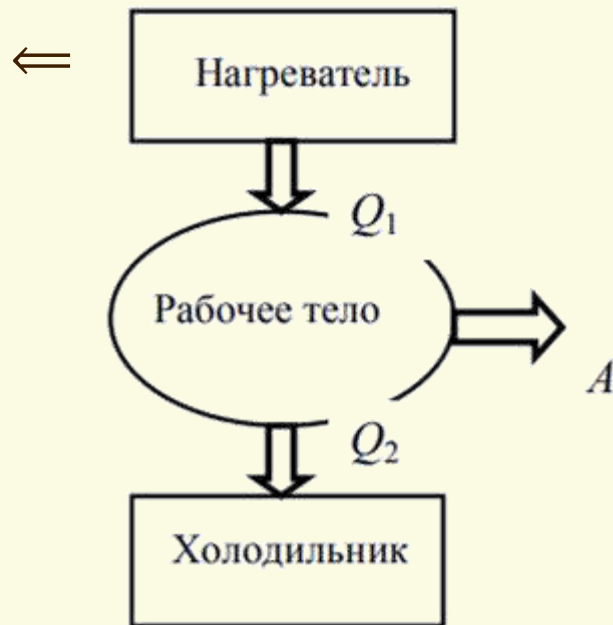 ⇐
Нагреватель
Q₁
Рабочее тело
A
Q₂
Холодильник